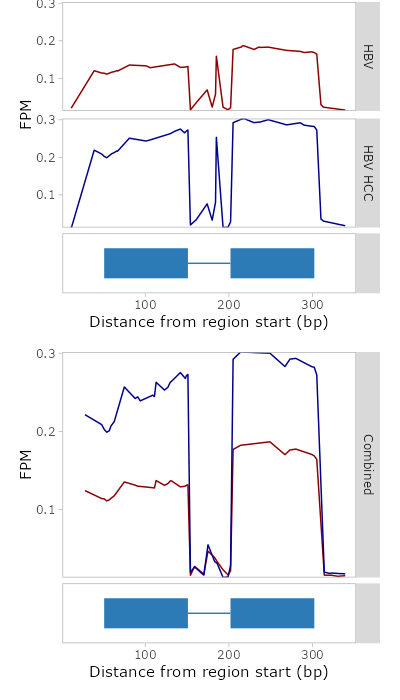 0.3
0.2
0.1
HBV
FPM
0.3
0.2
0.1
HBV HCC
100 200 300
Distance from region start (bp)
0.3
0.2
0.1
FPM
Combined
100 200 300
Distance from region start (bp)